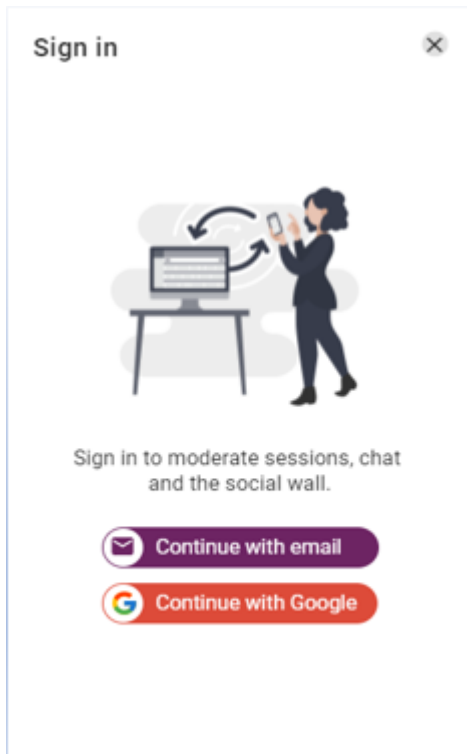 Sign in
Sign in to moderate sessions, chat
and the social wall.
Continue with email
Continue with Google